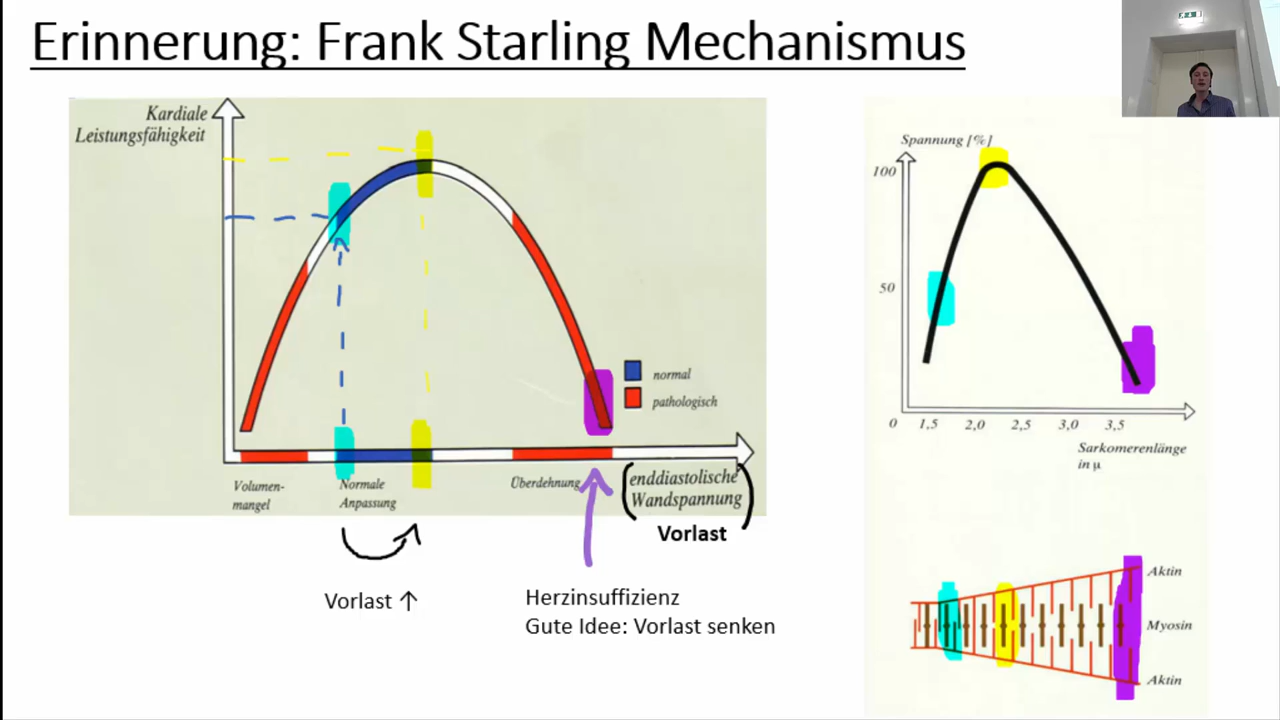 Erinnerung: Frank Starling Mechanismus
Kardiale
Leistungsfähigkeit
normal
pathologisch
Volumen-
mangel
Normale
Anpassung
Überdehnung
enddiastolische
Wandspannung
Vorlast
Vorlast ↑
Herzinsuffizienz
Gute Idee: Vorlast senken
Spannung [%]
100
50
0
1,5
2,0
2,5
3,0
3,5
Sarkomerenlänge
in µ
Aktin
Myosin
Aktin